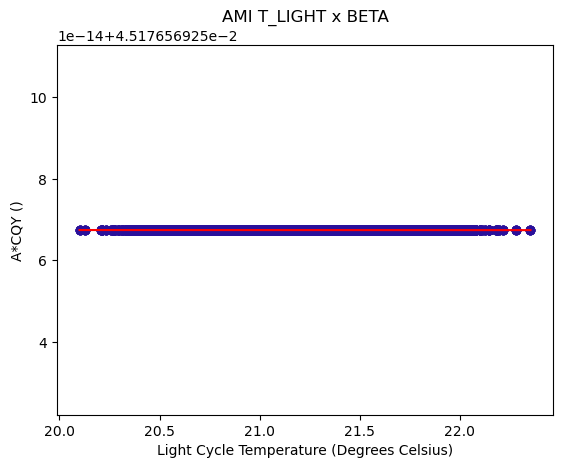 AMI T_LIGHT x BETA
1e−14+4.517656925e−2
10
8
6
4
A*CQY ()
20.0 20.5 21.0 21.5 22.0
Light Cycle Temperature (Degrees Celsius)